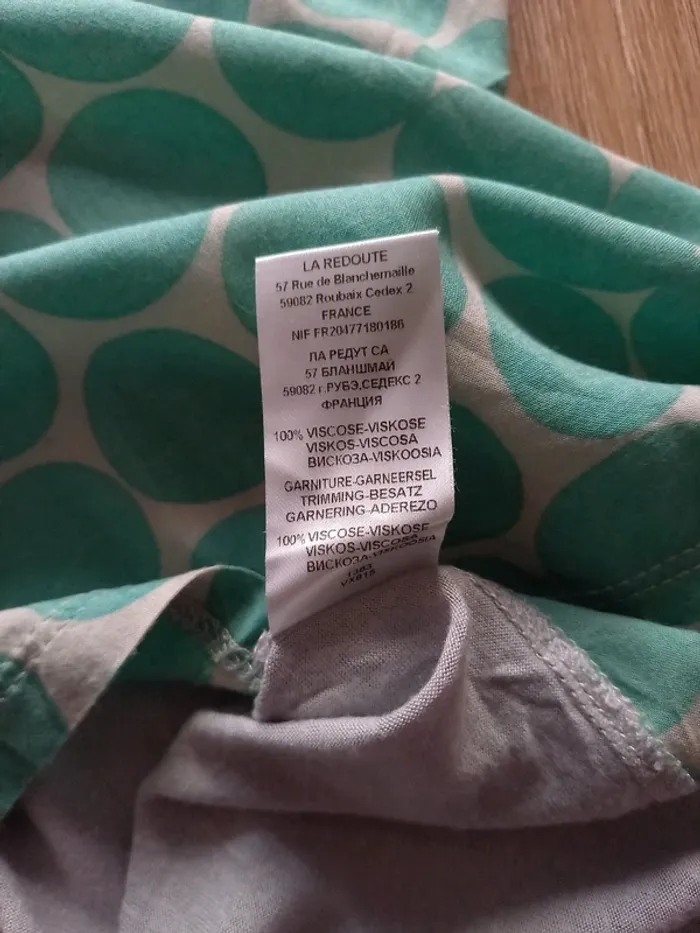 LA REDOUTE
57 Rue de Blanchemaille
59082 Roubaix Cedex 2
FRANCE
NIF FR20477180186
ЛА РЕДУТ СА
57 БЛАНШМАЙ
59082 г.РУБЭ,СЕДЕКС 2
ФРАНЦИЯ
100% VISCOSE-VISKOSE
VISKOS-VISCOSA
ВИСКОЗА-VISKOOSIA
GARNITURE-GARNEERSEL
TRIMMING-BESATZ
GARNERING-ADEREZO
100% VISCOSE-VISKOSE
VISKOS-VISCOSA
ВИСКОЗА-VISKOOSIA
1383
VX815